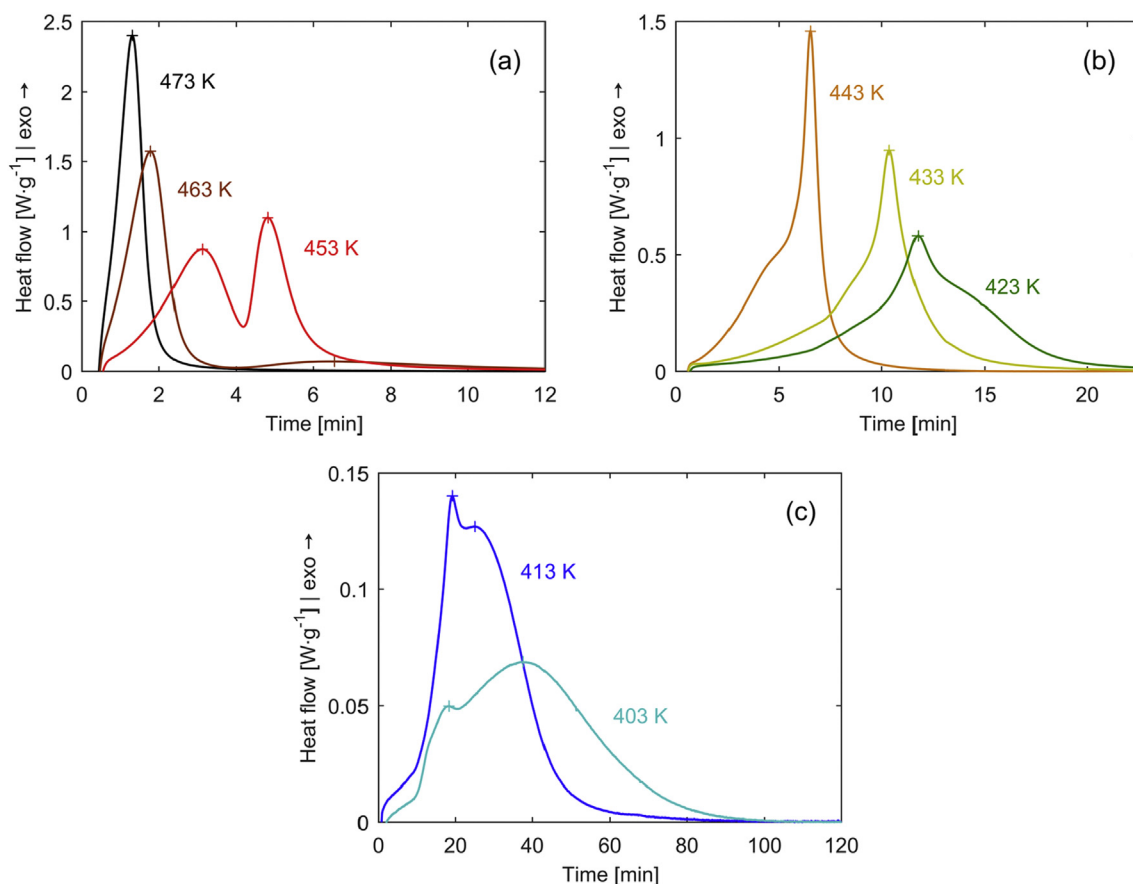 2.5
2
1.5
1
0.5
0
0 2 4 6 8 10 12
Time [min]
Heat flow [W·g⁻¹] | exo →
(a)
473 K
463 K
453 K
1.5
1
0.5
0
0 5 10 15 20
Time [min]
Heat flow [W·g⁻¹] | exo →
(b)
443 K
433 K
423 K
0.15
0.1
0.05
0
0 20 40 60 80 100 120
Time [min]
Heat flow [W·g⁻¹] | exo →
(c)
413 K
403 K